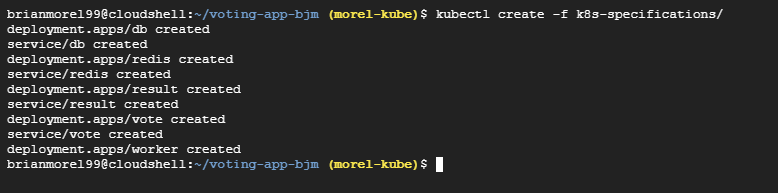 brianmorel99@cloudshell:~/voting-app-bjm (morel-kube)$ kubectl create -f k8s-specifications/
deployment.apps/db created
service/db created
deployment.apps/redis created
service/redis created
deployment.apps/result created
service/result created
deployment.apps/vote created
service/vote created
deployment.apps/worker created
brianmorel99@cloudshell:~/voting-app-bjm (morel-kube)$